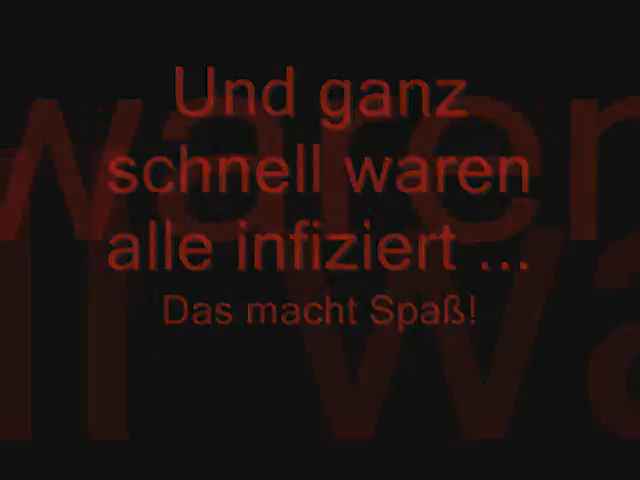 Und ganz
schnell waren
alle infiziert ...
Das macht Spaß!